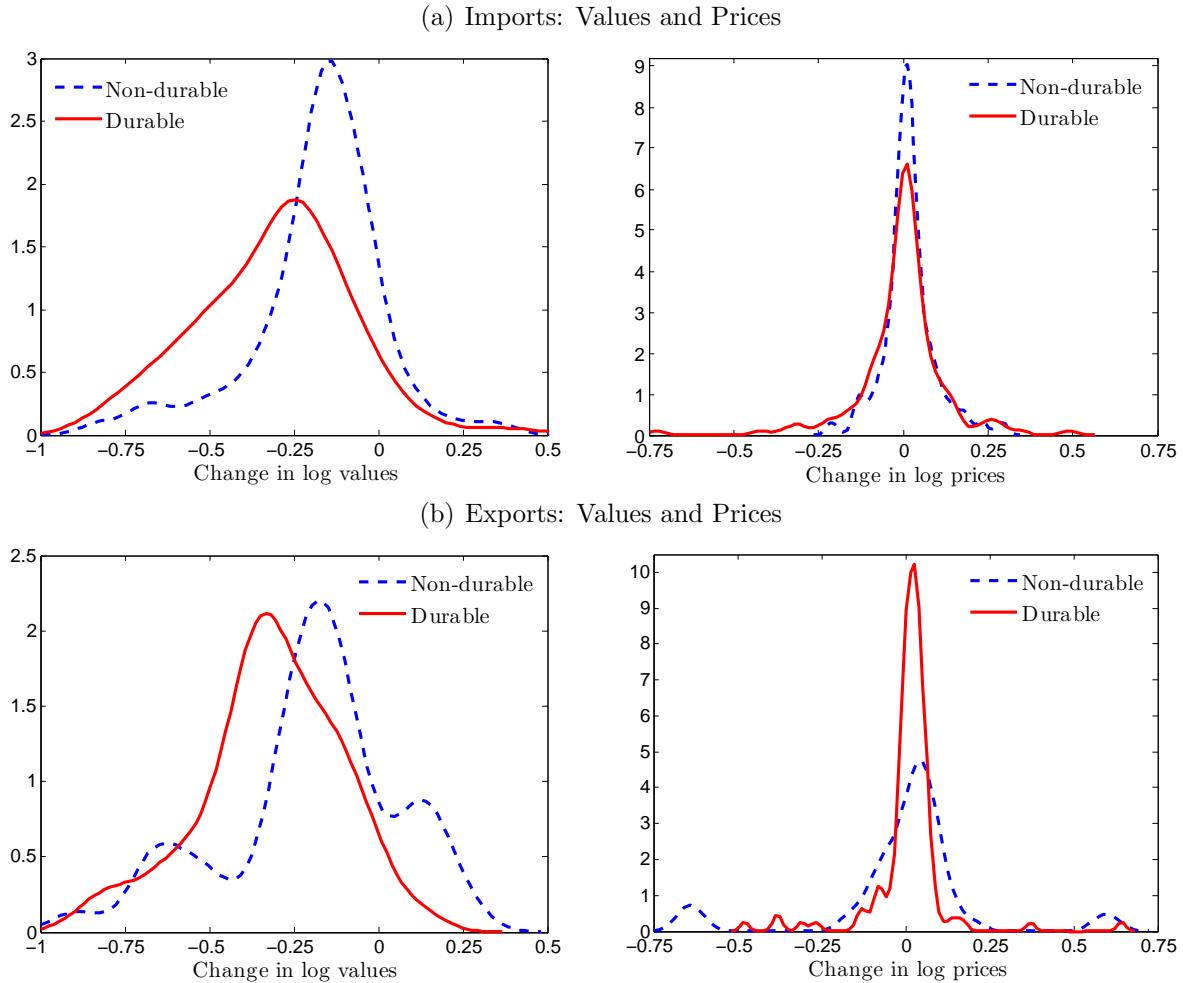 (a) Imports: Values and Prices
3
2.5
2
1.5
1
0.5
0
Non-durable
Durable
−1 −0.75 −0.5 −0.25 0 0.25 0.5
Change in log values
9
8
7
6
5
4
3
2
1
0
Non-durable
Durable
−0.75 −0.5 −0.25 0 0.25 0.5 0.75
Change in log prices
(b) Exports: Values and Prices
2.5
2
1.5
1
0.5
0
Non-durable
Durable
−1 −0.75 −0.5 −0.25 0 0.25 0.5
Change in log values
10
9
8
7
6
5
4
3
2
1
0
Non-durable
Durable
−0.75 −0.5 −0.25 0 0.25 0.5 0.75
Change in log prices